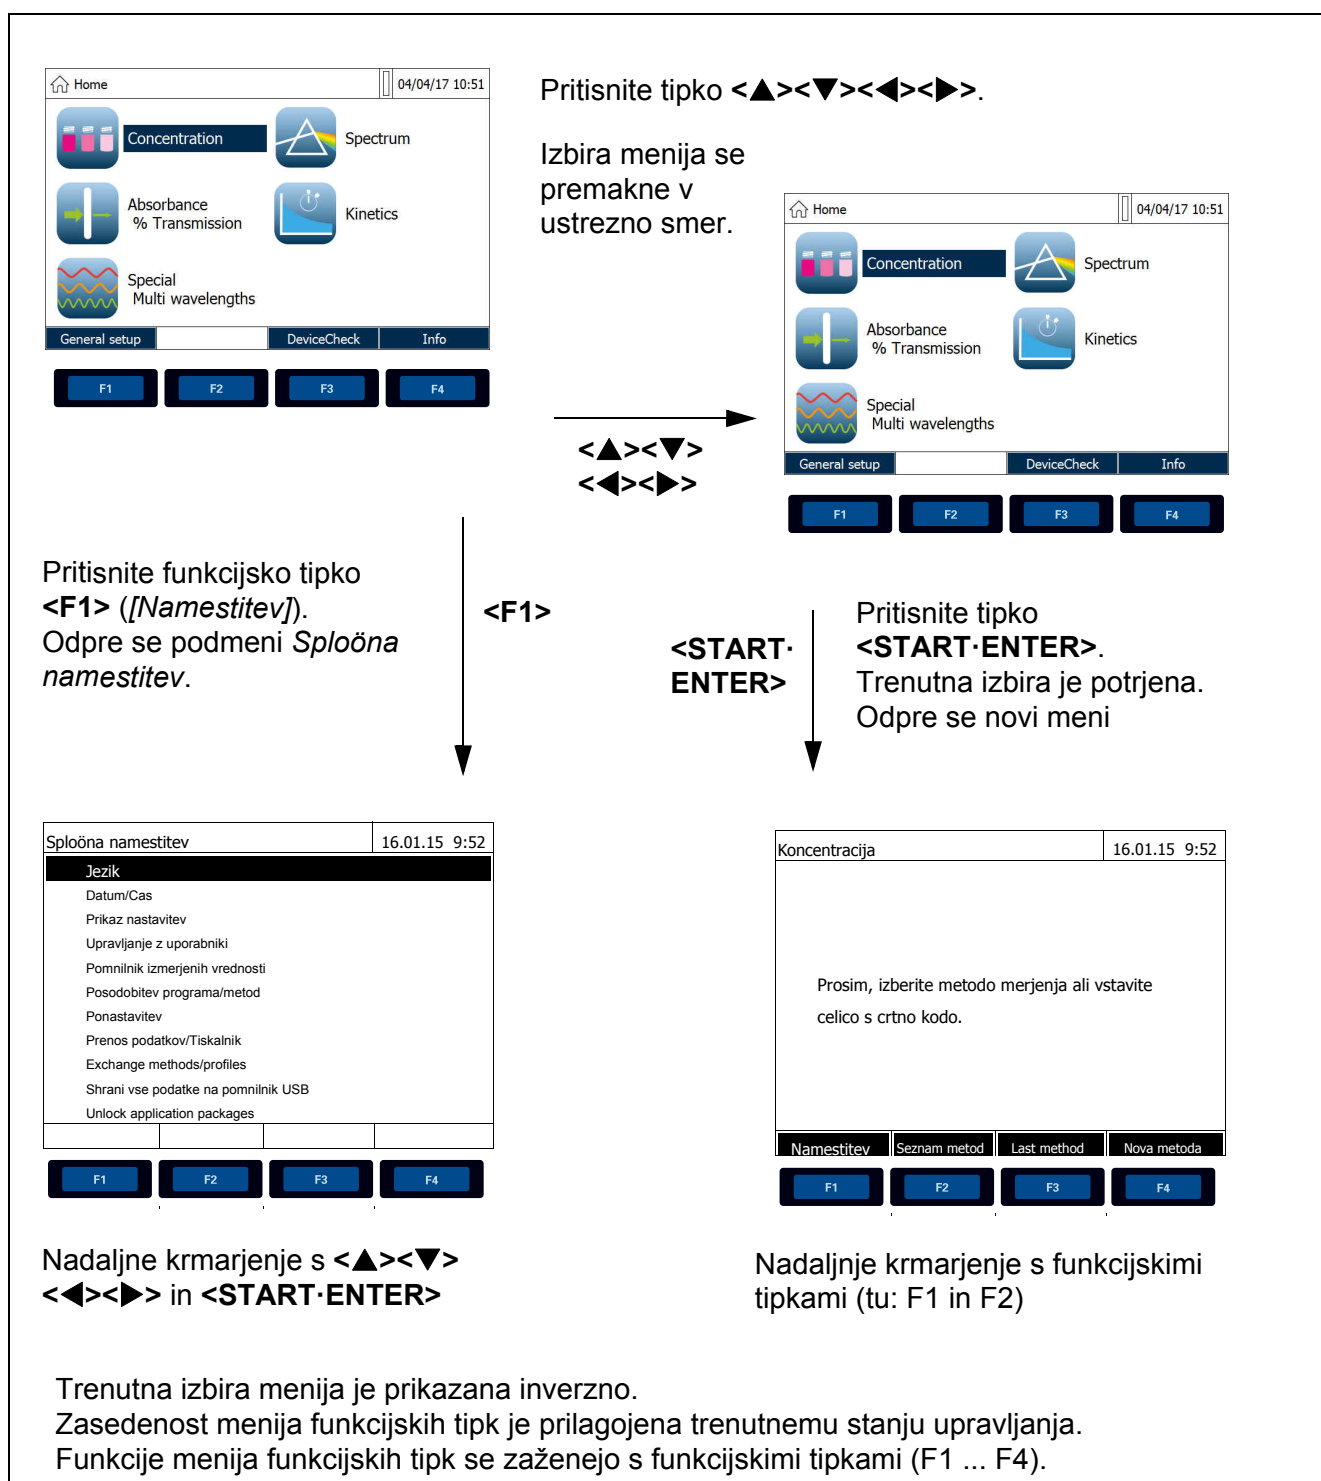 Home 04/04/17 10:51
Concentration Spectrum
Absorbance
% Transmission
Kinetics
Special
Multi wavelengths
General setup DeviceCheck Info
F1 F2 F3 F4
Pritisnite tipko <▲><▼><◀><▶>.
Izbira menija se
premakne v
ustrezno smer.
Home 04/04/17 10:51
Concentration Spectrum
Absorbance
% Transmission
Kinetics
Special
Multi wavelengths
General setup DeviceCheck Info
F1 F2 F3 F4
<▲><▼>
<◀><▶>
Pritisnite funkcijsko tipko
<F1> ([Namestitev]).
Odpre se podmeni Sploöna
namestitev.
<F1>
<START·
ENTER>
Pritisnite tipko
<START·ENTER>.
Trenutna izbira je potrjena.
Odpre se novi meni
Sploöna namestitev 16.01.15 9:52
Jezik
Datum/Cas
Prikaz nastavitev
Upravljanje z uporabniki
Pomnilnik izmerjenih vrednosti
Posodobitev programa/metod
Ponastavitev
Prenos podatkov/Tiskalnik
Exchange methods/profiles
Shrani vse podatke na pomnilnik USB
Unlock application packages
F1 F2 F3 F4
Koncentracija 16.01.15 9:52
Prosim, izberite metodo merjenja ali vstavite
celico s crtno kodo.
Namestitev Seznam metod Last method Nova metoda
F1 F2 F3 F4
Nadaljne krmarjenje s <▲><▼>
<◀><▶> in <START·ENTER>
Nadaljnje krmarjenje s funkcijskimi
tipkami (tu: F1 in F2)
Trenutna izbira menija je prikazana inverzno.
Zasedenost menija funkcijskih tipk je prilagojena trenutnemu stanju upravljanja.
Funkcije menija funkcijskih tipk se zaženejo s funkcijskimi tipkami (F1 ... F4).